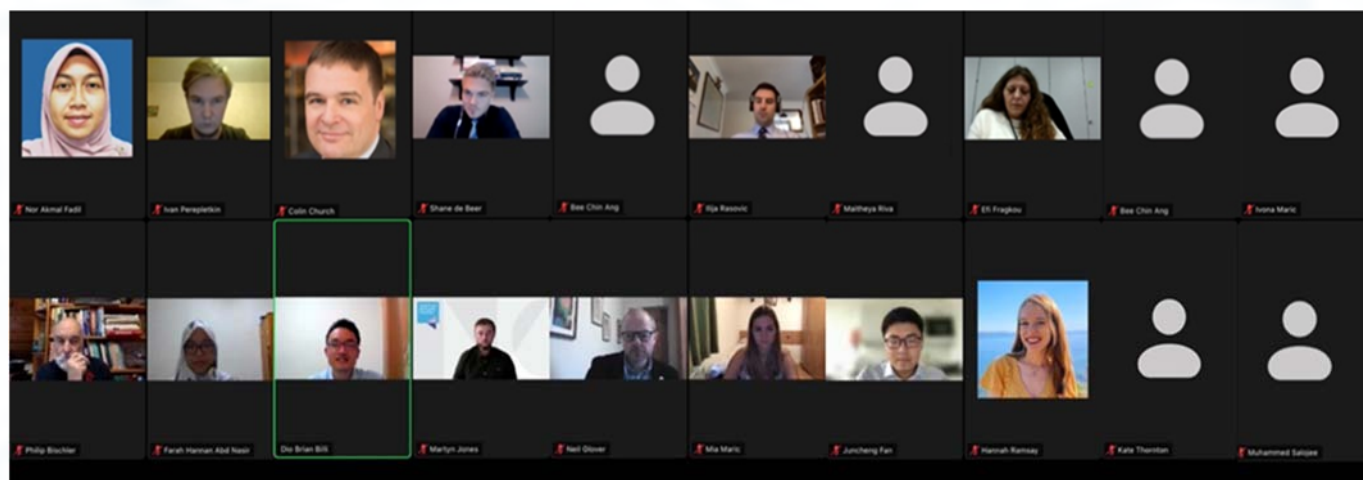 Nor Akmal Fadil
Ivan Perepletkin
Colin Church
Shane de Beer
Bee Chin Ang
Ilija Rasovic
Maitheya Riva
Efi Fragkou
Bee Chin Ang
Ivona Maric
Philip Bischler
Farah Hannan Abd Nasir
Dio Brian Billi
Martyn Jones
Neil Glover
Mia Maric
Juncheng Fan
Hannah Ramsay
Kate Thornton
Muhammed Salojee